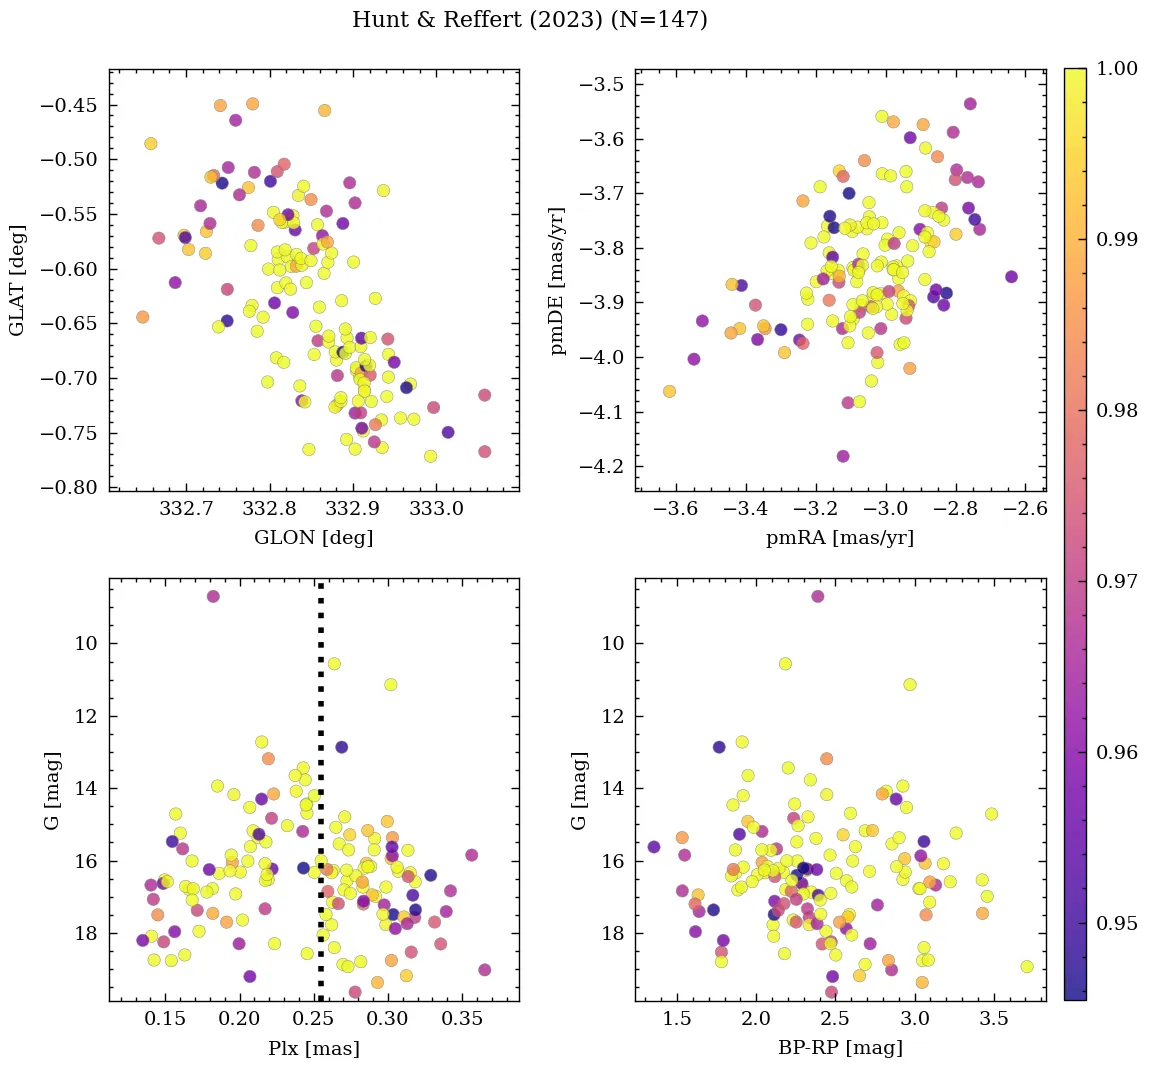 Hunt & Reffert (2023) (N=147)
−0.45
−0.50
−0.55
−0.60
−0.65
−0.70
−0.75
−0.80
GLAT [deg]
332.7 332.8 332.9 333.0
GLON [deg]
−3.5
−3.6
−3.7
−3.8
−3.9
−4.0
−4.1
−4.2
pmDE [mas/yr]
−3.6 −3.4 −3.2 −3.0 −2.8 −2.6
pmRA [mas/yr]
10
12
14
16
18
G [mag]
0.15 0.20 0.25 0.30 0.35
Plx [mas]
10
12
14
16
18
G [mag]
1.5 2.0 2.5 3.0 3.5
BP-RP [mag]
1.00
0.99
0.98
0.97
0.96
0.95